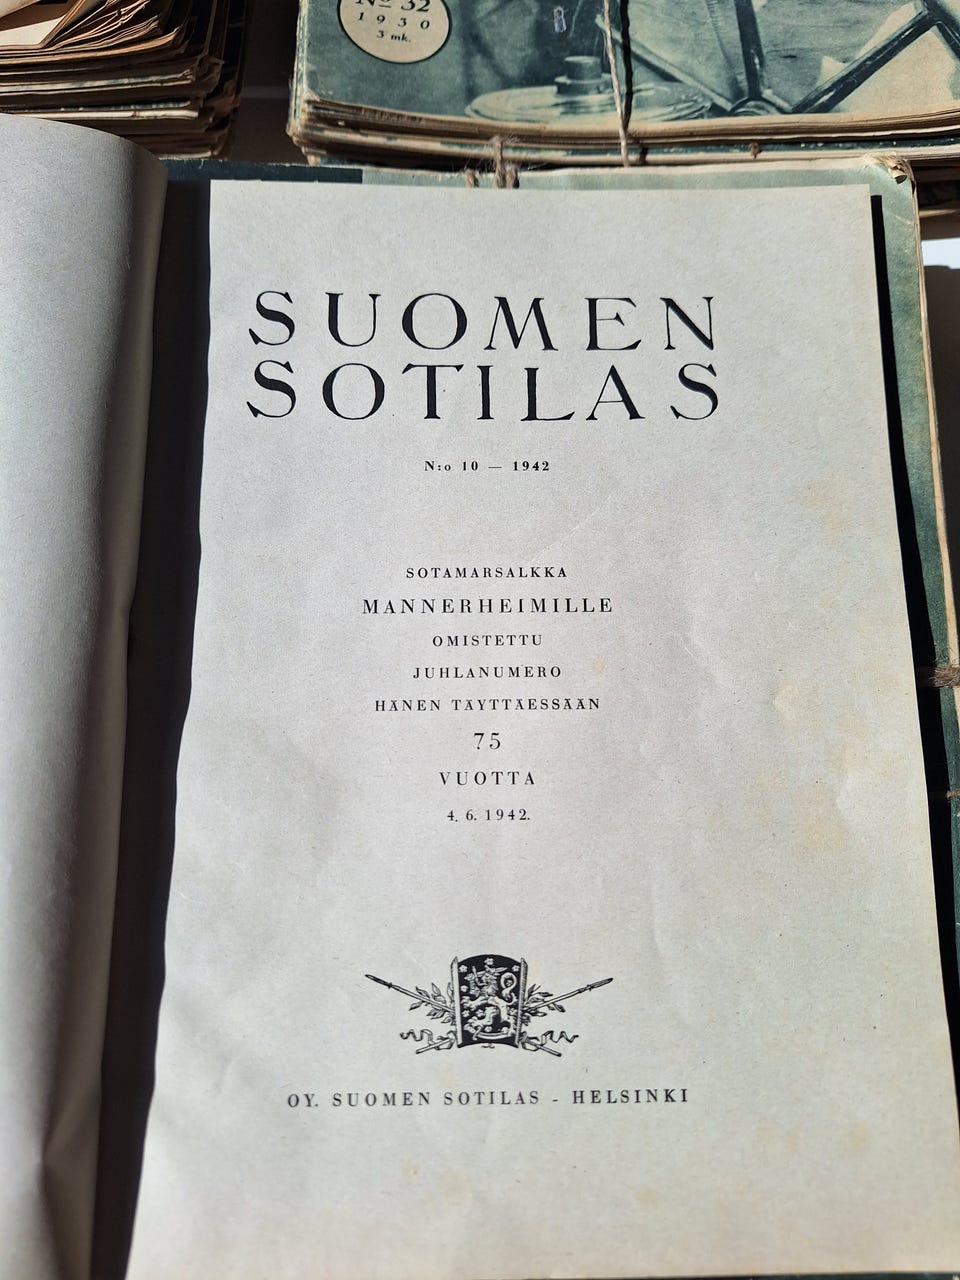 No 32
1930
3 mk.
SUOMEN
SOTILAS
N:o 10 — 1942
SOTAMARSALKKA
MANNERHEIMILLE
OMISTETTU
JUHLANUMERO
HÄNEN TÄYTTÄESSÄÄN
75
VUOTTA
4. 6. 1942.
OY. SUOMEN SOTILAS - HELSINKI